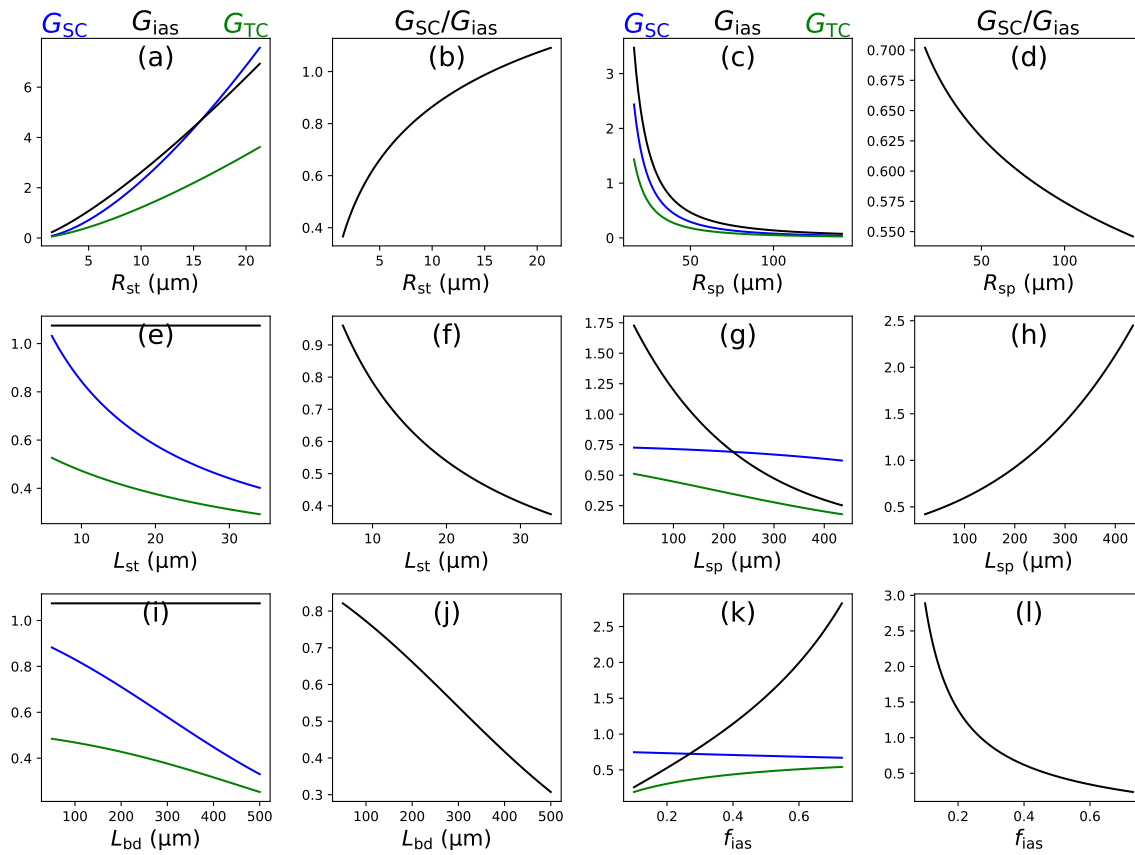 G_SC G_ias G_TC G_SC/G_ias G_SC G_ias G_TC G_SC/G_ias
(a) (b) (c) (d)
6 4 2 0
1.0 0.8 0.6 0.4
3 2 1 0
0.700 0.675 0.650 0.625 0.600 0.575 0.550
5 10 15 20 5 10 15 20 50 100 50 100
R_st (μm) R_st (μm) R_sp (μm) R_sp (μm)
(e) (f) (g) (h)
1.0 0.8 0.6 0.4
0.9 0.8 0.7 0.6 0.5 0.4
1.75 1.50 1.25 1.00 0.75 0.50 0.25
2.5 2.0 1.5 1.0 0.5
10 20 30 10 20 30 100 200 300 400 100 200 300 400
L_st (μm) L_st (μm) L_sp (μm) L_sp (μm)
(i) (j) (k) (l)
1.0 0.8 0.6 0.4
0.8 0.7 0.6 0.5 0.4 0.3
2.5 2.0 1.5 1.0 0.5
3.0 2.5 2.0 1.5 1.0 0.5
100 200 300 400 500 100 200 300 400 500 0.2 0.4 0.6 0.2 0.4 0.6
L_bd (μm) L_bd (μm) f_ias f_ias